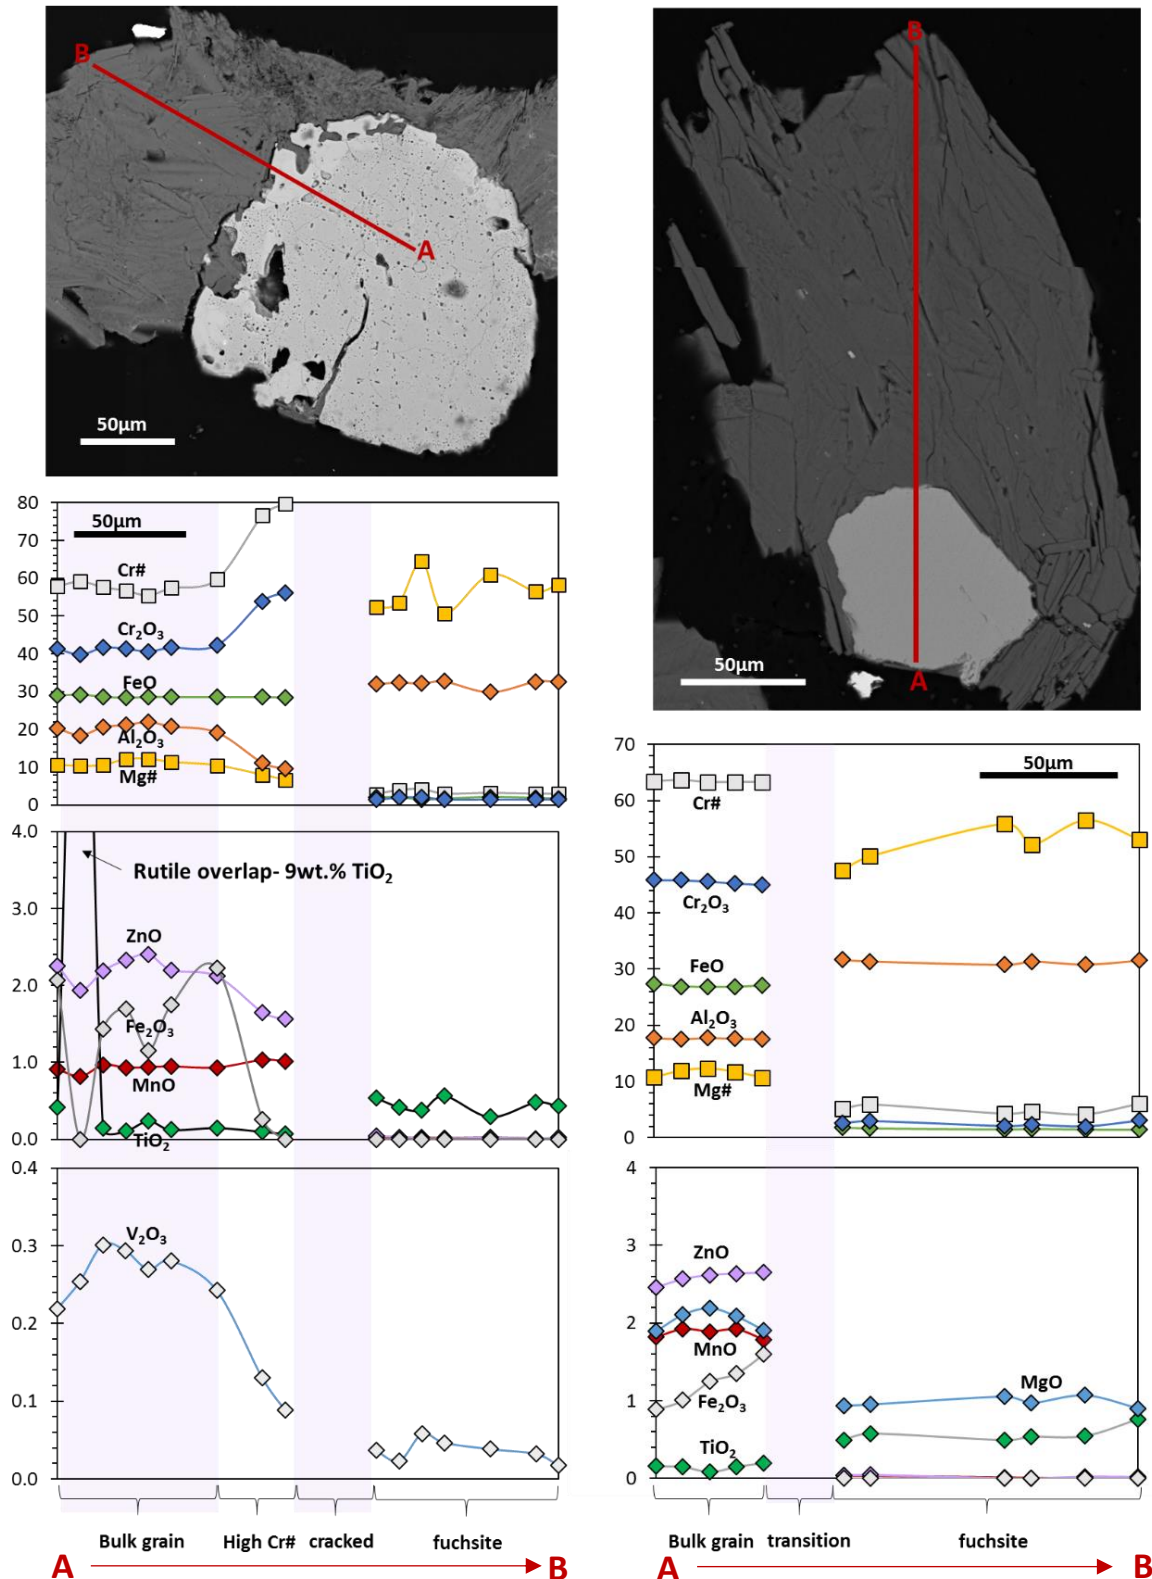 B
A
50μm
B
50μm
A
80
70
60
50
40
30
20
10
0
50μm
Cr#
Cr₂O₃
FeO
Al₂O₃
Mg#
4.0
3.0
2.0
1.0
0.0
Rutile overlap- 9wt.% TiO₂
ZnO
Fe₂O₃
MnO
TiO₂
0.4
0.3
0.2
0.1
0.0
V₂O₃
Bulk grain
High Cr#
cracked
fuchsite
A
B
70
60
50
40
30
20
10
0
50μm
Cr#
Cr₂O₃
FeO
Al₂O₃
Mg#
4
3
2
1
0
ZnO
MnO
Fe₂O₃
TiO₂
MgO
Bulk grain
transition
fuchsite
A
B